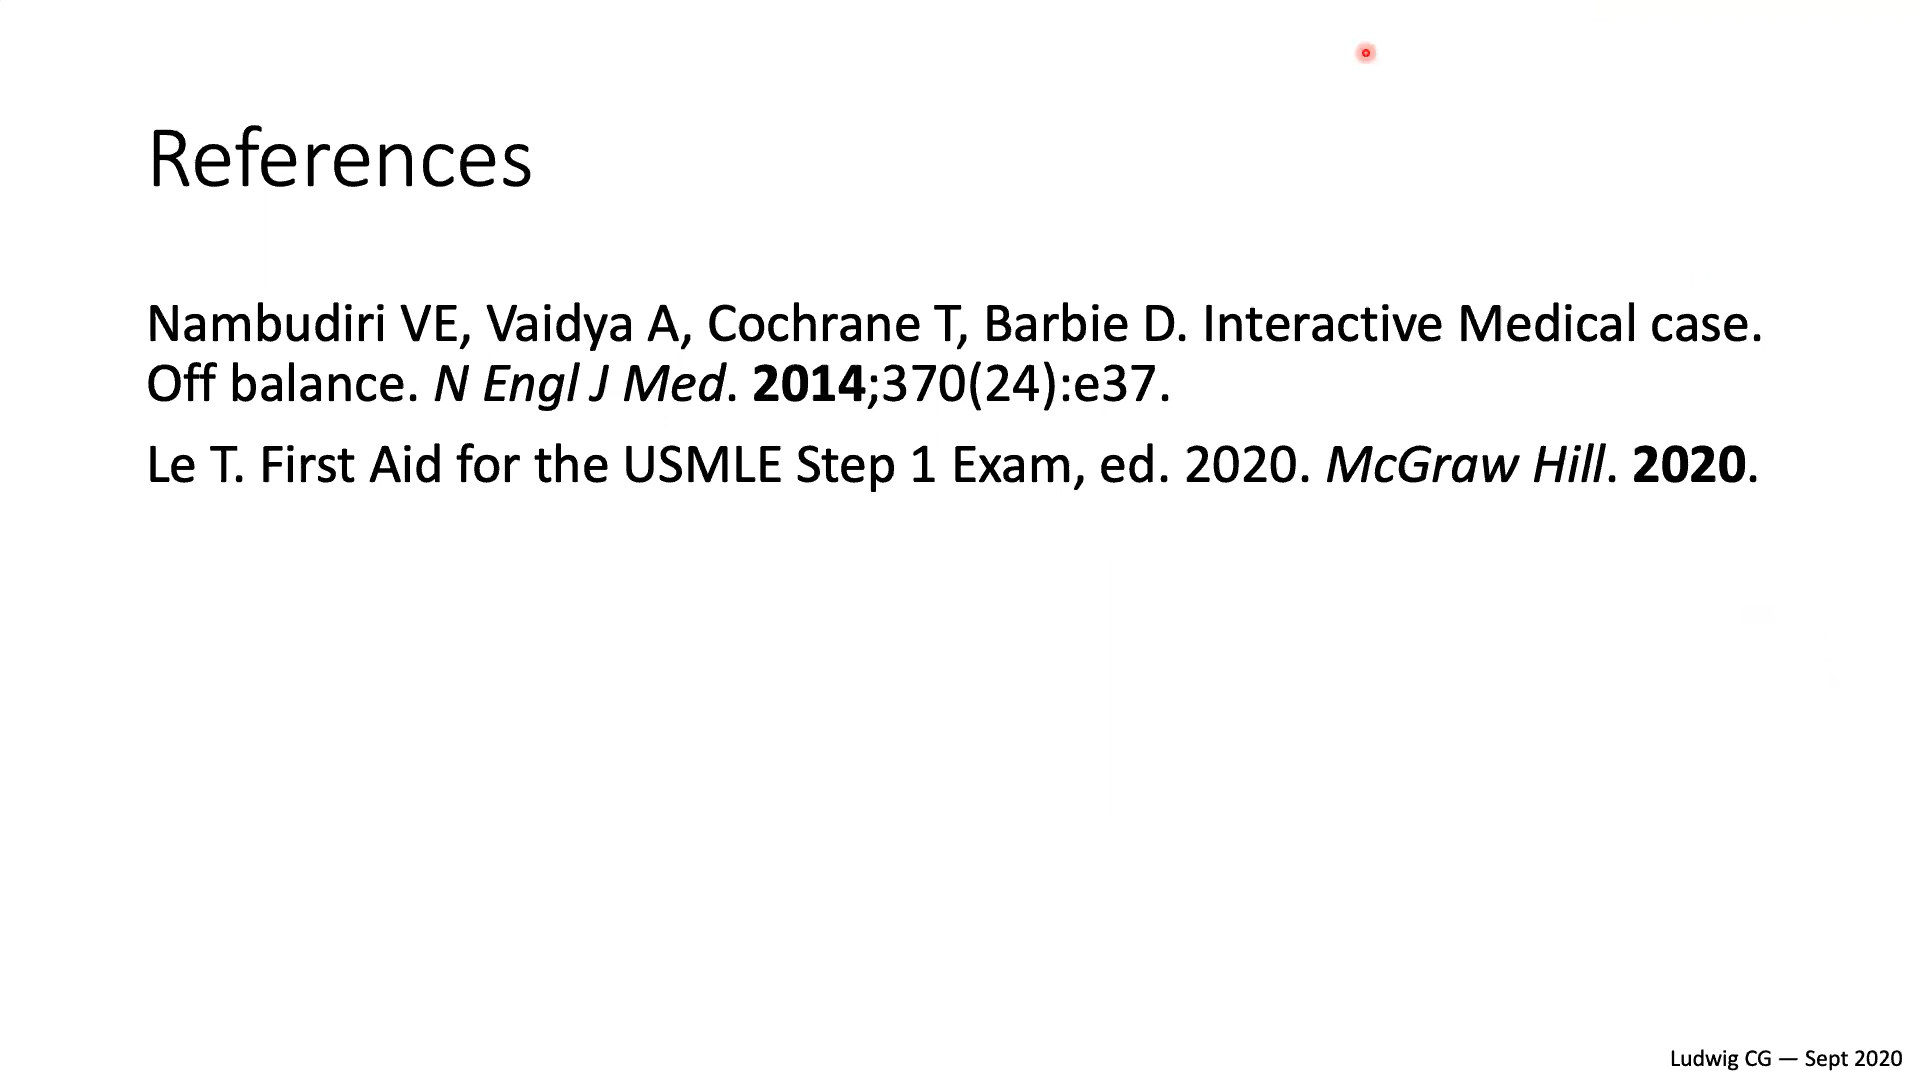 References
Nambudiri VE, Vaidya A, Cochrane T, Barbie D. Interactive Medical case.
Off balance. N Engl J Med. 2014;370(24):e37.
Le T. First Aid for the USMLE Step 1 Exam, ed. 2020. McGraw Hill. 2020.
Ludwig CG — Sept 2020